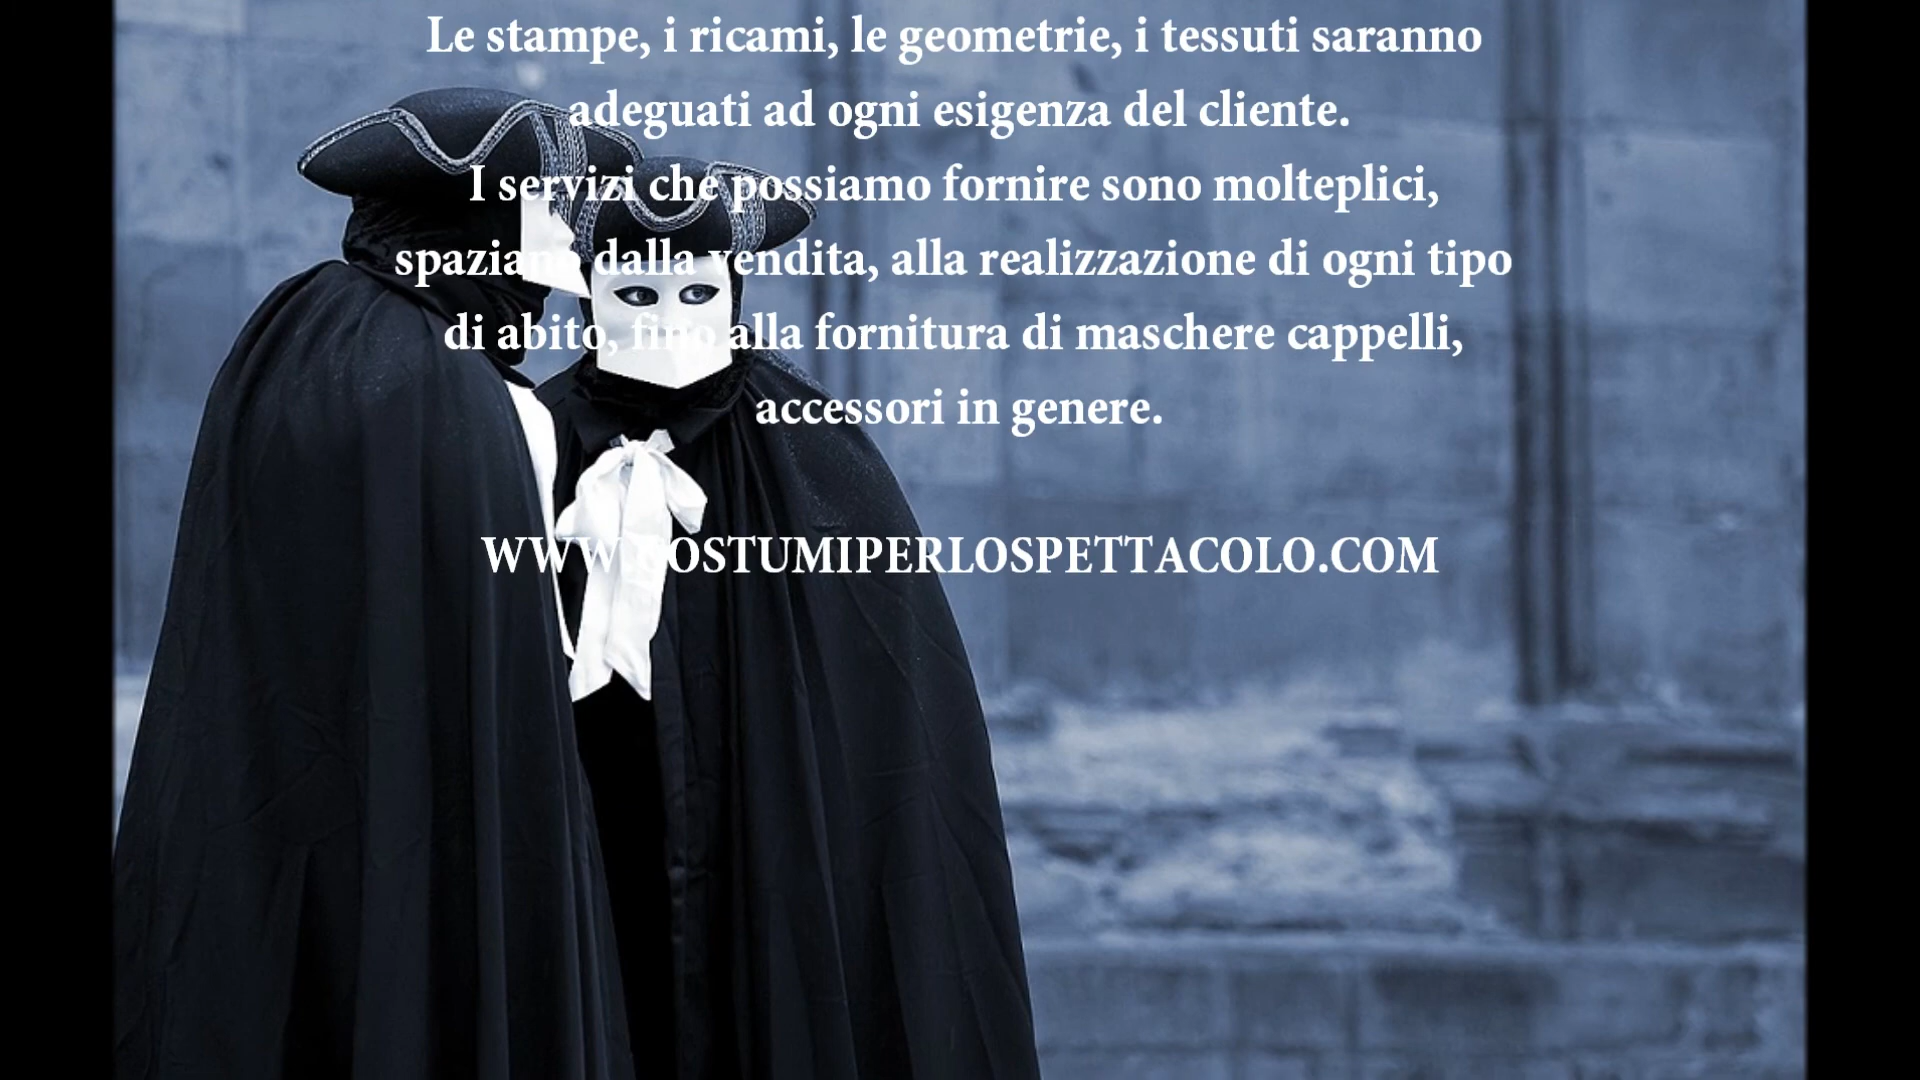 Le stampe, i ricami, le geometrie, i tessuti saranno
adeguati ad ogni esigenza del cliente.
I servizi che possiamo fornire sono molteplici,
spaziano dalla vendita, alla realizzazione di ogni tipo
di abito, fino alla fornitura di maschere cappelli,
accessori in genere.
WWW.COSTUMIPERLOSPETTACOLO.COM